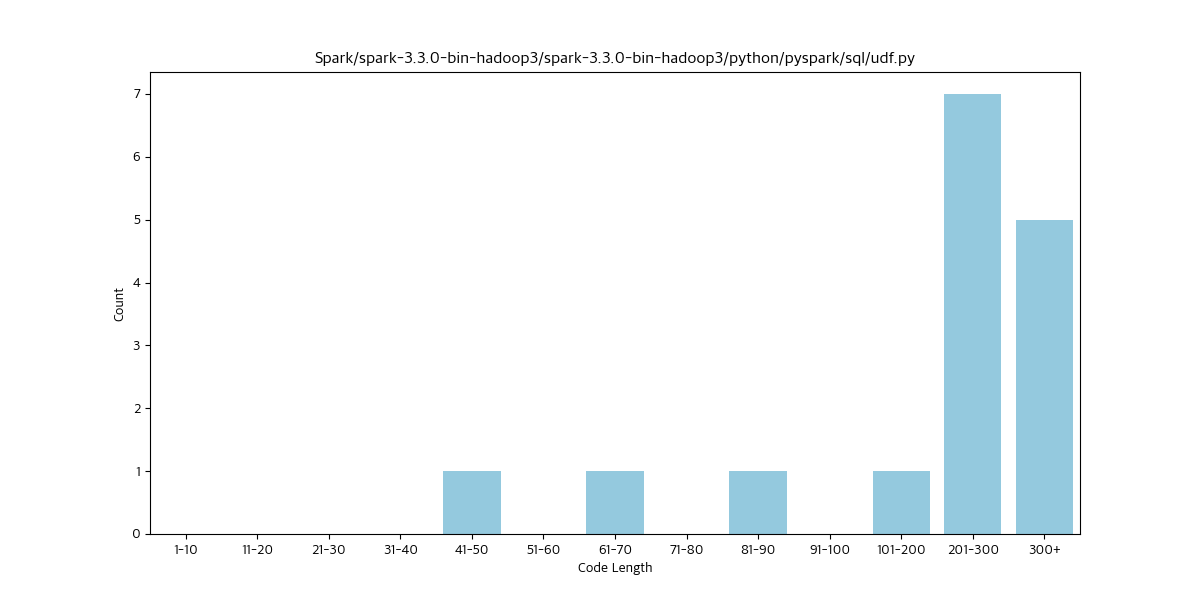 Spark/spark-3.3.0-bin-hadoop3/spark-3.3.0-bin-hadoop3/python/pyspark/sql/udf.py
7
6
5
4
3
2
1
0
Count
1-10 11-20 21-30 31-40 41-50 51-60 61-70 71-80 81-90 91-100 101-200 201-300 300+
Code Length